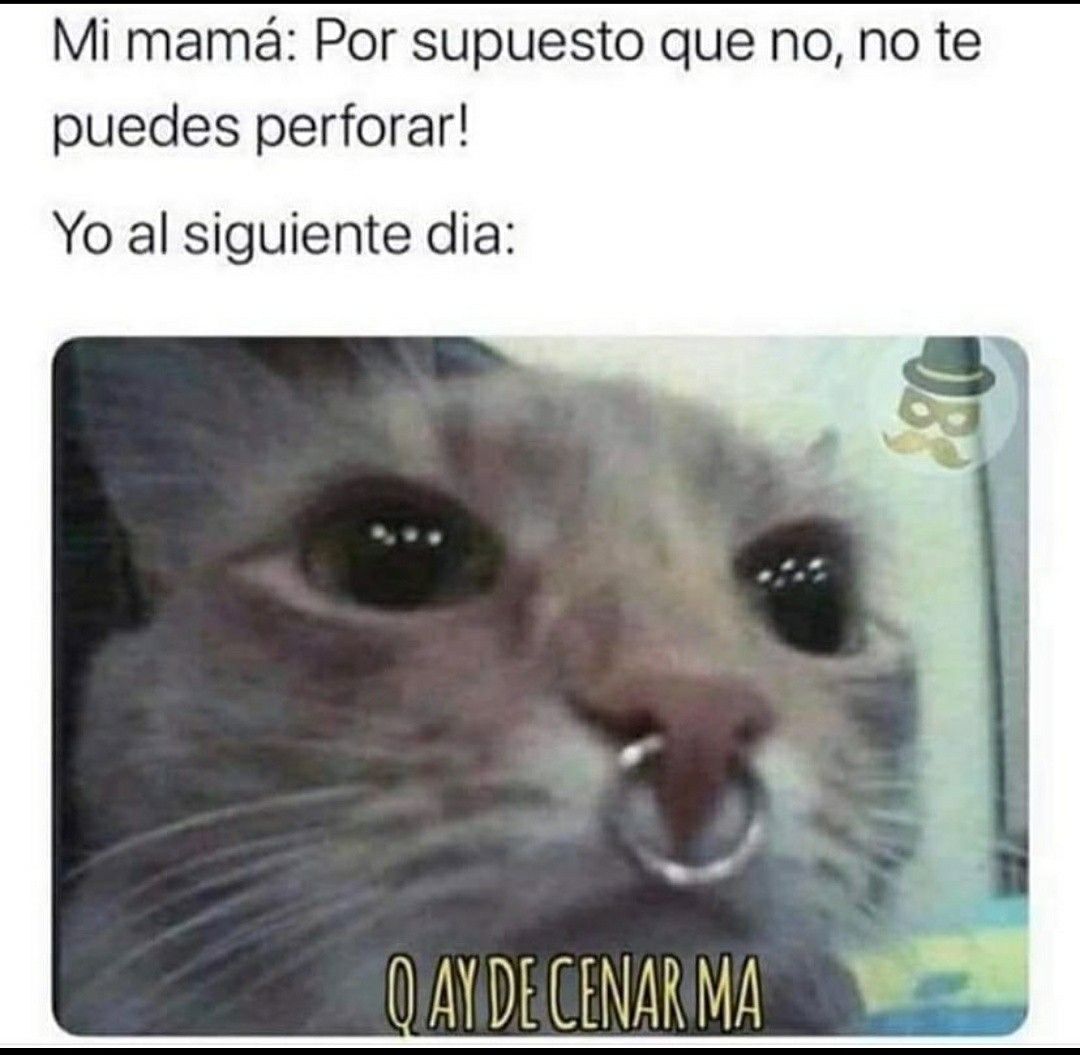 Mi mamá: Por supuesto que no, no te
puedes perforar!
Yo al siguiente dia:
Q AY DE CENAR MA